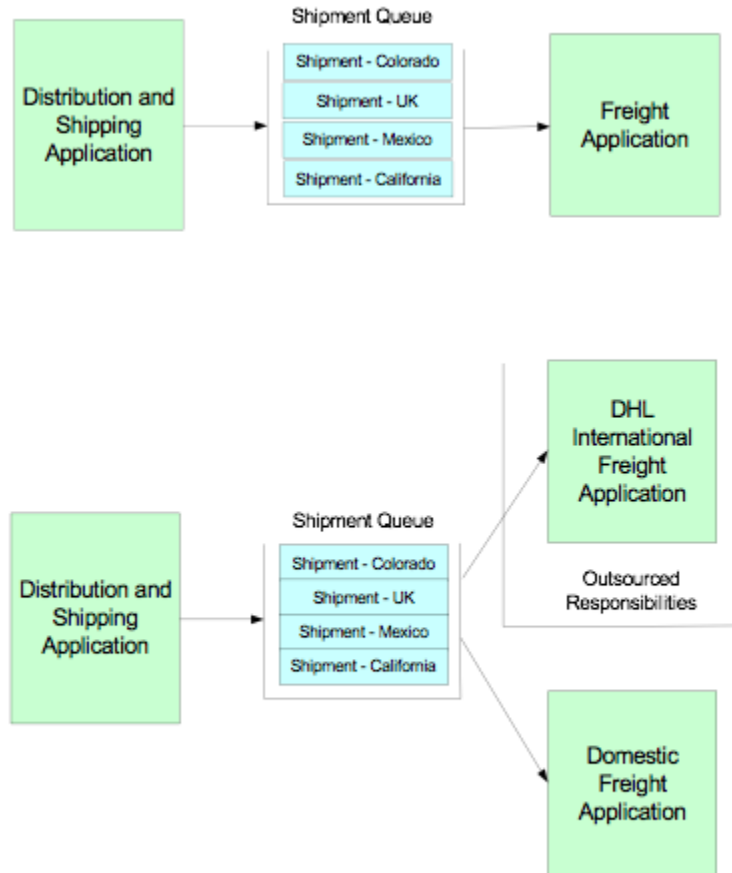 Shipment Queue
Distribution and
Shipping
Application
Shipment - Colorado
Shipment - UK
Shipment - Mexico
Shipment - California
Freight
Application
DHL
International
Freight
Application
Shipment Queue
Distribution and
Shipping
Application
Shipment - Colorado
Shipment - UK
Shipment - Mexico
Shipment - California
Outsourced
Responsibilities
Domestic
Freight
Application